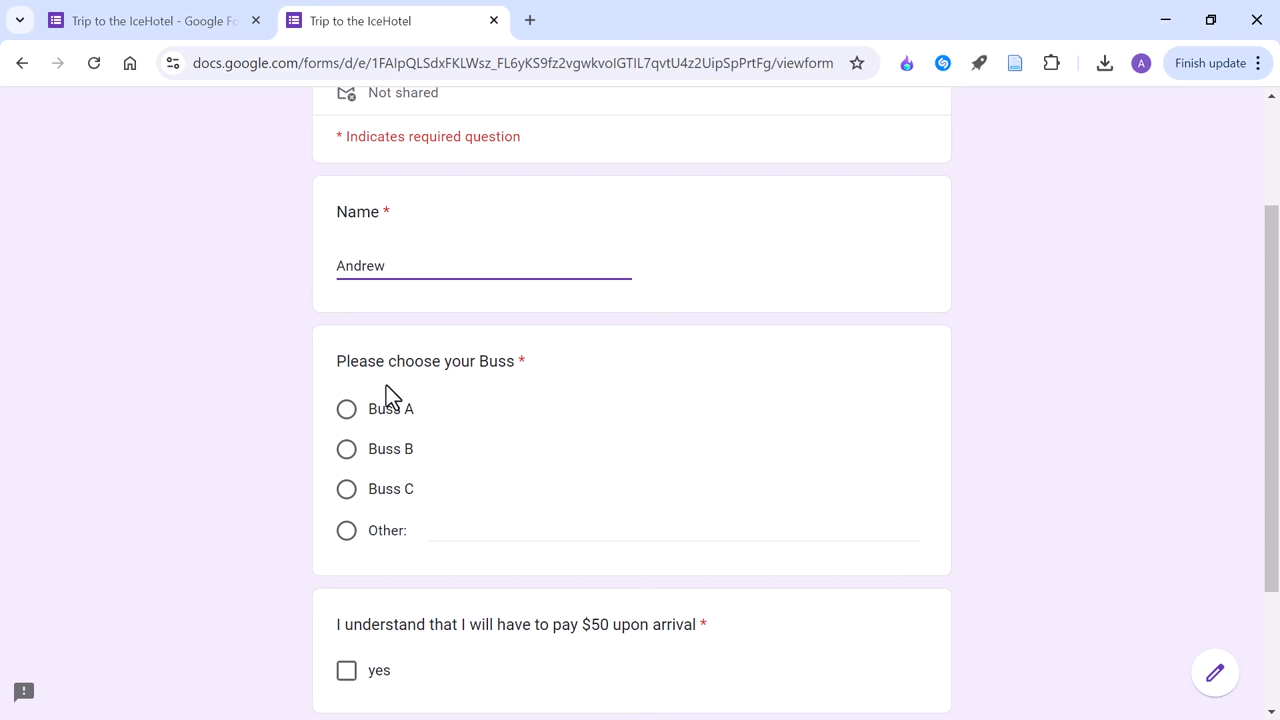 Trip to the IceHotel - Google Fo
Trip to the IceHotel
docs.google.com/forms/d/e/1FAIpQLSdXFKLWsz_FL6yKS9fz2vgwkvoIGTIL7qvtU4z2UipSpPrtFg/viewform
A
Finish update
Not shared
* Indicates required question
Name *
Andrew
Please choose your Buss *
Buss A
Buss B
Buss C
Other:
I understand that I will have to pay $50 upon arrival *
yes